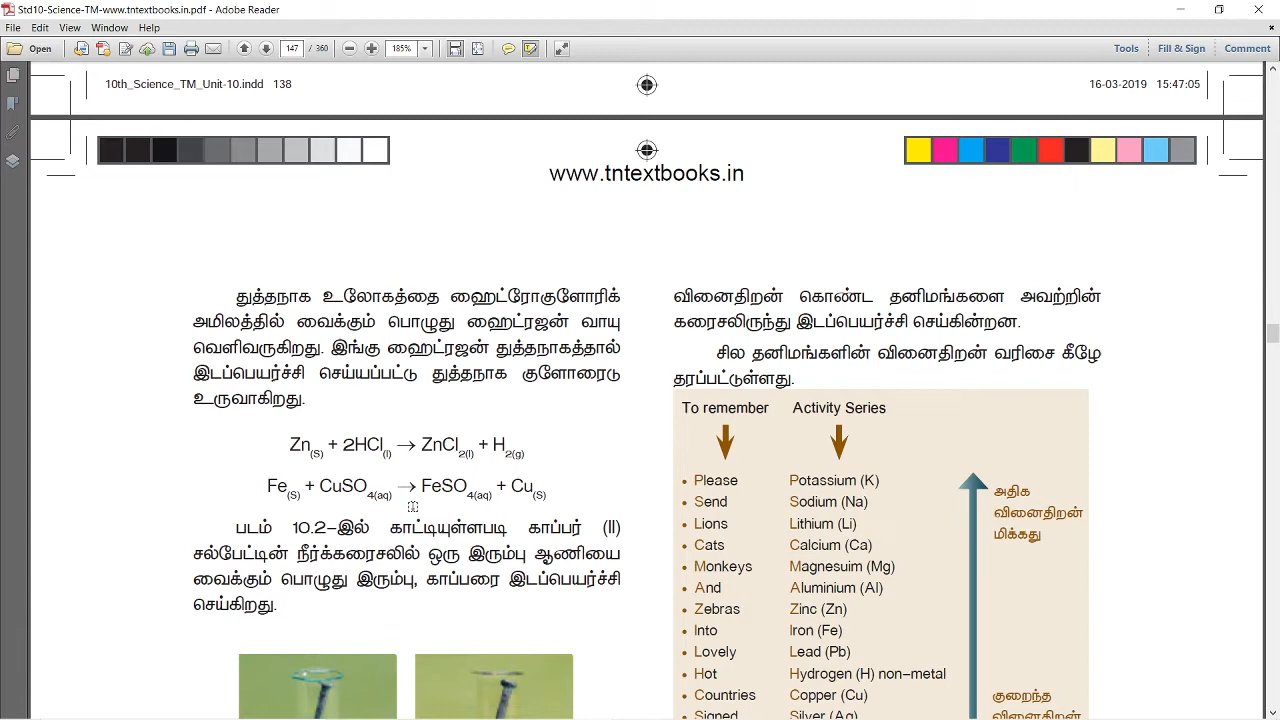 Std10-Science-TM-www-tntextbooks.in.pdf - Adobe Reader
File Edit View Window Help
Open 147 / 360 185% Tools Fill & Sign Comment
10th_Science_TM_Unit-10.indd 138
16-03-2019 15:47:05
www.tntextbooks.in
துத்தநாக உலோகத்தை ஹைட்ரோகுளோரிக்
அமிலத்தில் வைக்கும் பொழுது ஹைட்ரஜன் வாயு
வெளிவருகிறது. இங்கு ஹைட்ரஜன் துத்தநாகத்தால்
இடப்பெயர்ச்சி செய்யப்பட்டு துத்தநாக குளோரைடு
உருவாகிறது.
Zn(S) + 2HCl(l) → ZnCl2(l) + H2(g)
Fe(S) + CuSO4(aq) → FeSO4(aq) + Cu(S)
படம் 10.2–இல் காட்டியுள்ளபடி காப்பர் (II)
சல்பேட்டின் நீர்க்கரைசலில் ஒரு இரும்பு ஆணியை
வைக்கும் பொழுது இரும்பு, காப்பரை இடப்பெயர்ச்சி
செய்கிறது.
வினைதிறன் கொண்ட தனிமங்களை அவற்றின்
கரைசலிருந்து இடப்பெயர்ச்சி செய்கின்றன.
சில தனிமங்களின் வினைதிறன் வரிசை கீழே
தரப்பட்டுள்ளது.
To remember Activity Series
• Please Potassium (K)
• Send Sodium (Na)
• Lions Lithium (Li)
• Cats Calcium (Ca)
• Monkeys Magnesuim (Mg)
• And Aluminium (Al)
• Zebras Zinc (Zn)
• Into Iron (Fe)
• Lovely Lead (Pb)
• Hot Hydrogen (H) non–metal
• Countries Copper (Cu)
• Signed Silver (Ag)
அதிக
வினைதிறன்
மிக்கது
குறைந்த
வினைதிறன்